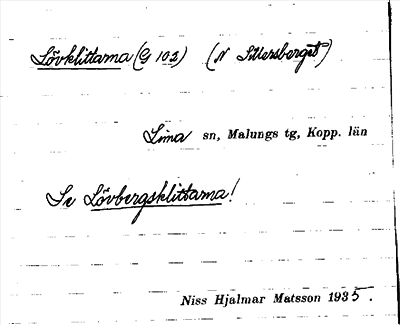 Lövklittarna (G 102) (N Sillersberget)
Lima sn, Malungs tg, Kopp. län
Se Lövbergsklittarna!
Niss Hjalmar Matsson 1935.